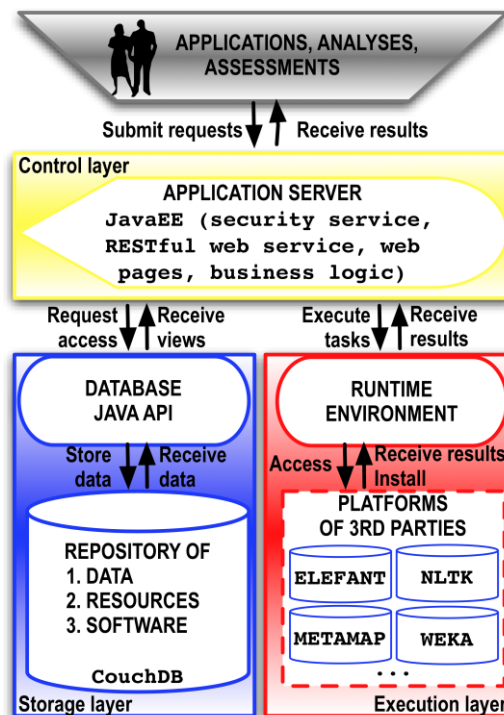 APPLICATIONS, ANALYSES,
ASSESSMENTS
Submit requests
Receive results
Control layer
APPLICATION SERVER
JavaEE (security service,
RESTful web service, web
pages, business logic)
Request
access
Receive
views
Execute
tasks
Receive
results
DATABASE
JAVA API
Store
data
Receive
data
REPOSITORY OF
1. DATA
2. RESOURCES
3. SOFTWARE
CouchDB
Storage layer
RUNTIME
ENVIRONMENT
Access
Receive results
Install
PLATFORMS
OF 3RD PARTIES
ELEFANT
NLTK
METAMAP
WEKA
...
Execution layer